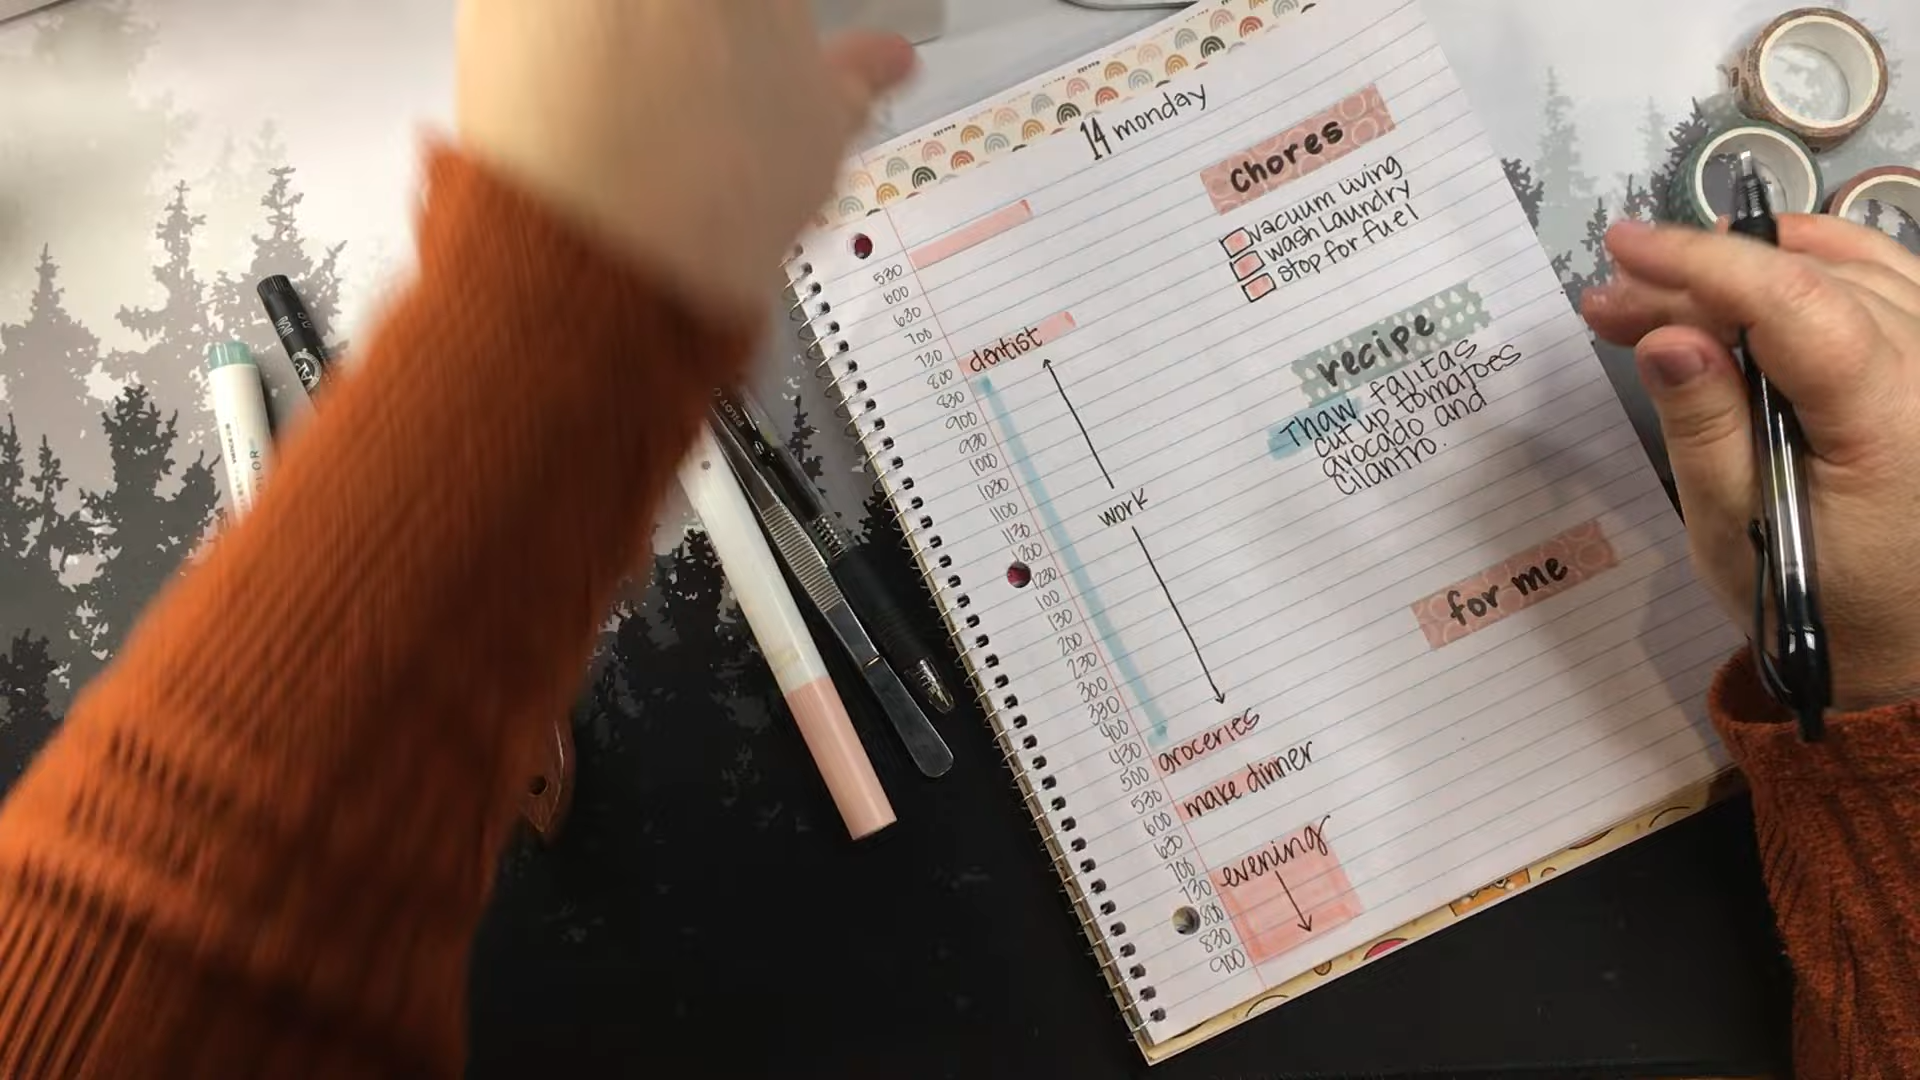 14 monday
chores
vacuum living
wash laundry
stop for fuel
recipe
Thaw fajitas
cut up tomatoes
avocado and
cilantro.
for me
530
600
630
700
730
800
dentist
830
900
930
1000
1030
1100
1130
1200
1230
work
100
130
200
230
300
330
400
430
500
groceries
530
600
make dinner
630
700
730
evening
800
830
900